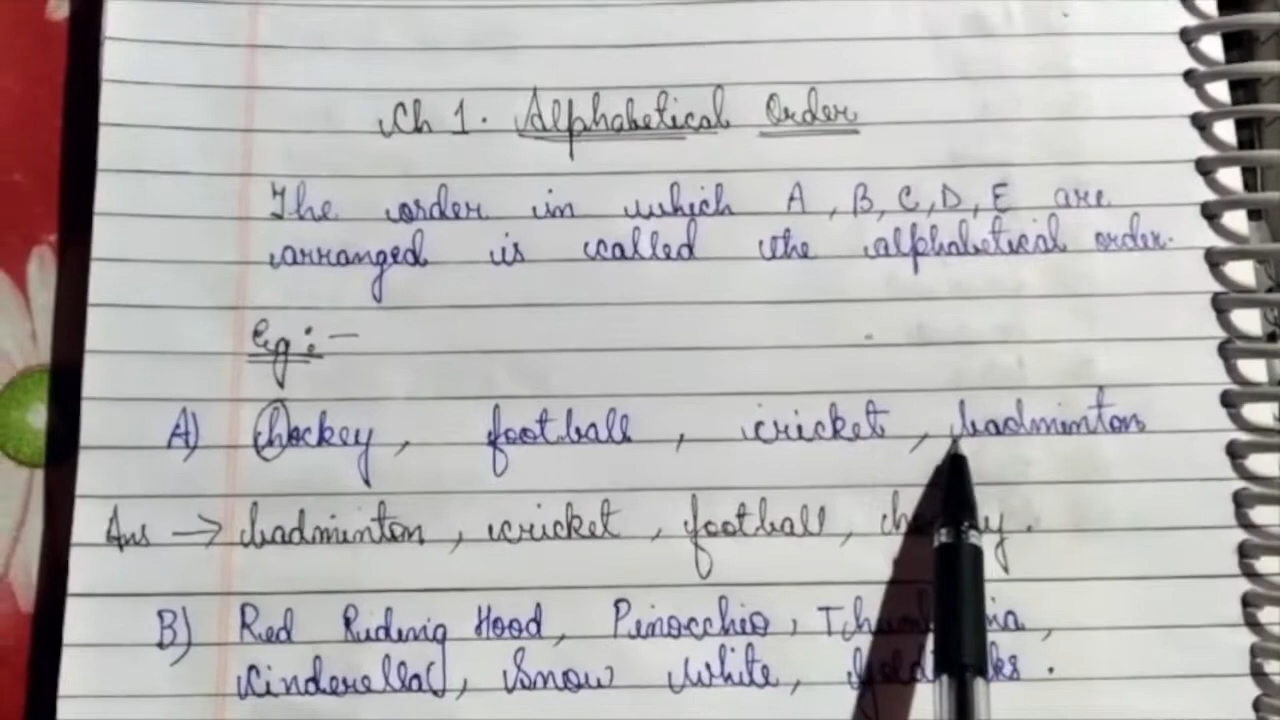 Ch 1. Alphabetical Order
The order in which A, B, C, D, E are
arranged is called the alphabetical order.
eg :-
A) hockey, football, cricket, badminton
Ans → badminton, cricket, football,
B) Red Riding Hood, Pinocchio,
Cinderella, Snow White,